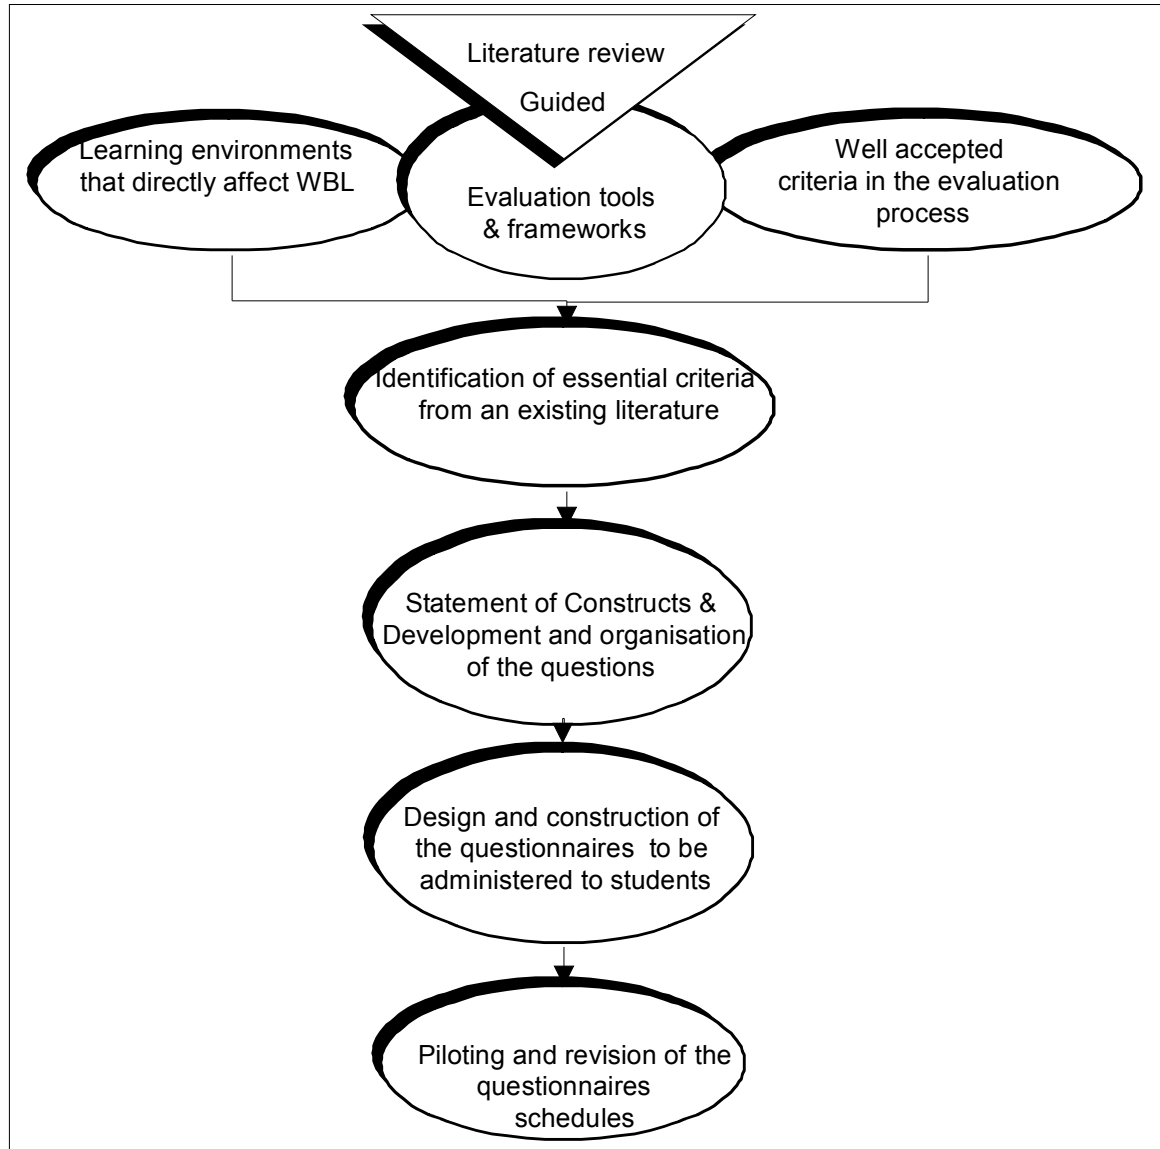 Literature review
Guided
Learning environments
that directly affect WBL
Evaluation tools
& frameworks
Well accepted
criteria in the evaluation
process
Identification of essential criteria
from an existing literature
Statement of Constructs &
Development and organisation
of the questions
Design and construction of
the questionnaires to be
administered to students
Piloting and revision of the
questionnaires
schedules